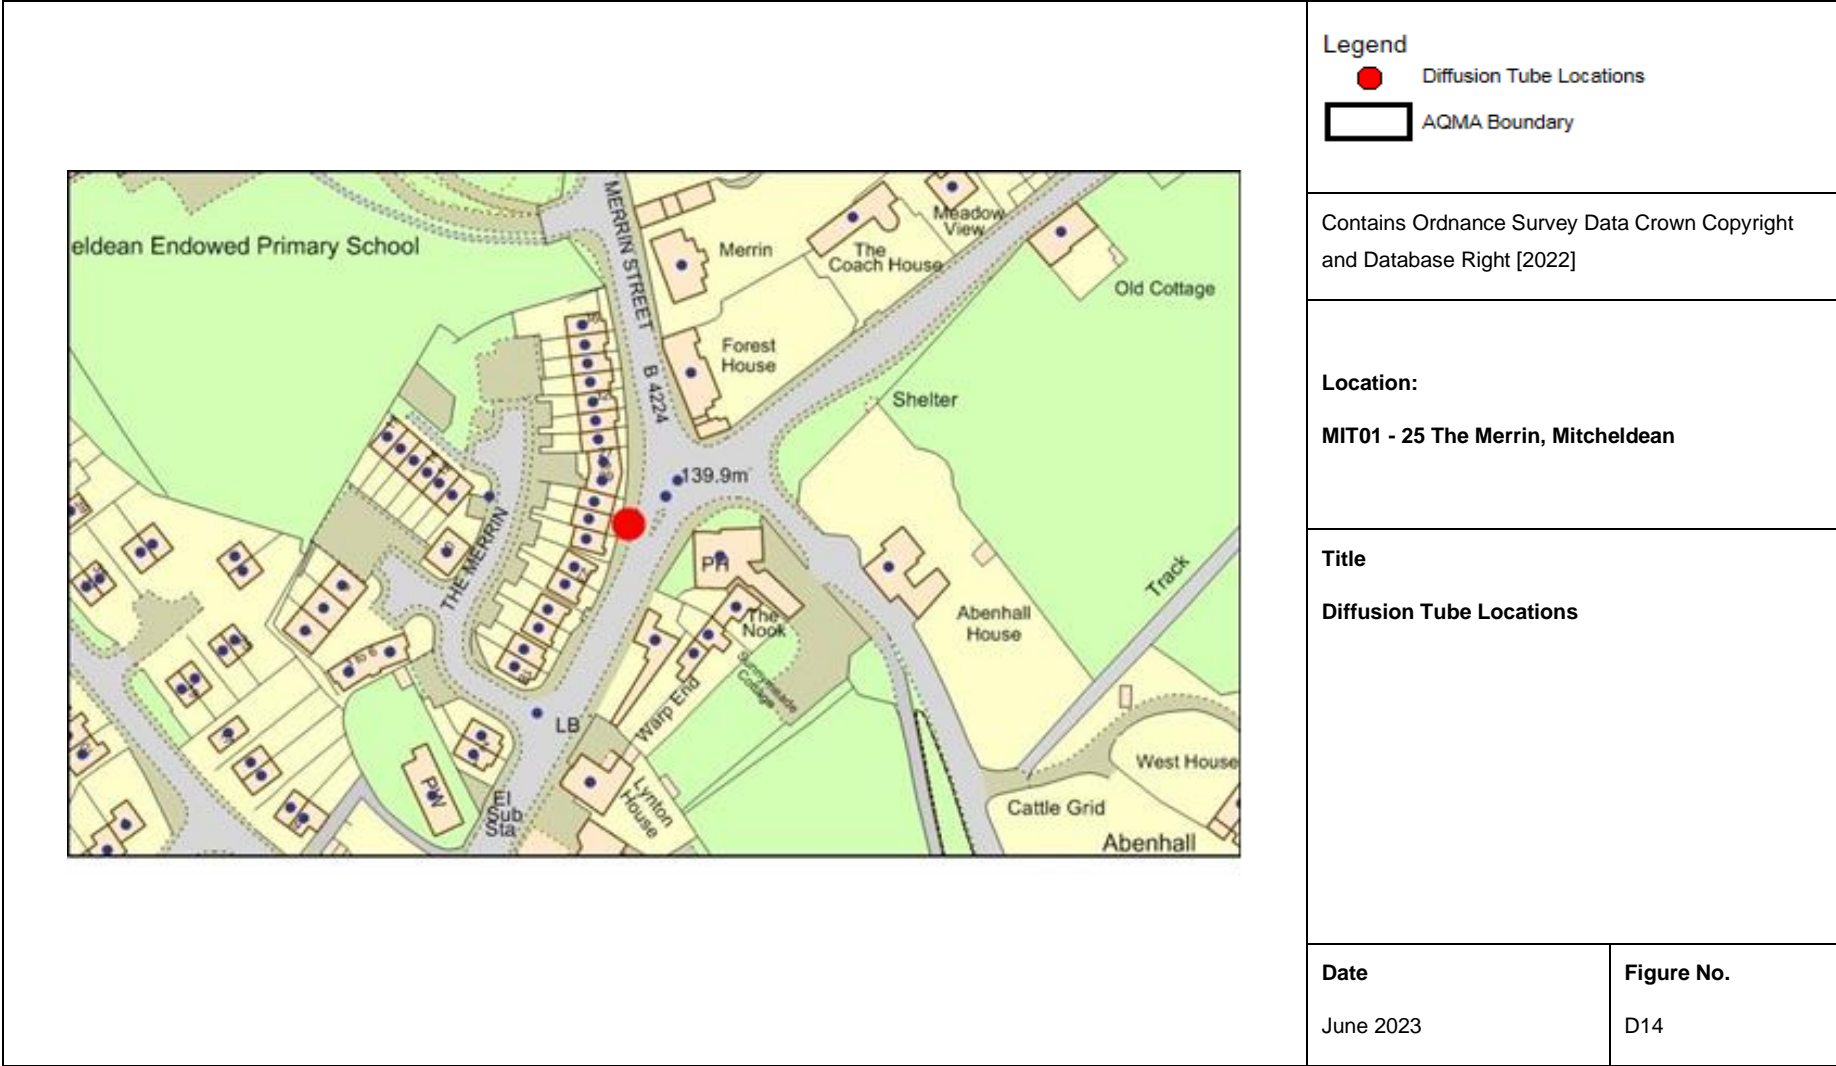 eldean Endowed Primary School
MERRIN STREET
B 4224
Merrin
The
Coach House
Meadow
View
Old Cottage
Forest
House
Shelter
139.9m
THE MERRIN
PH
The
Nook
Sunnymeade
Cottage
Abenhall
House
Track
Warp End
LB
Lynton
House
PW
El
Sub
Sta
West House
Cattle Grid
Abenhall
Legend
Diffusion Tube Locations
AQMA Boundary
Contains Ordnance Survey Data Crown Copyright
and Database Right [2022]
Location:
MIT01 - 25 The Merrin, Mitcheldean
Title
Diffusion Tube Locations
Date
June 2023
Figure No.
D14